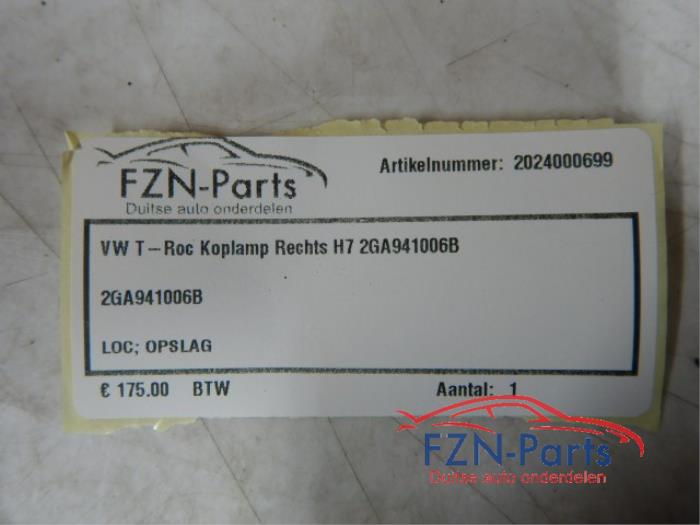 FZN-Parts
Duitse auto onderdelen
Artikelnummer: 2024000699
VW T-Roc Koplamp Rechts H7 2GA941006B
2GA941006B
LOC; OPSLAG
€ 175.00 BTW
Aantal: 1
FZN-Parts
Duitse auto onderdelen